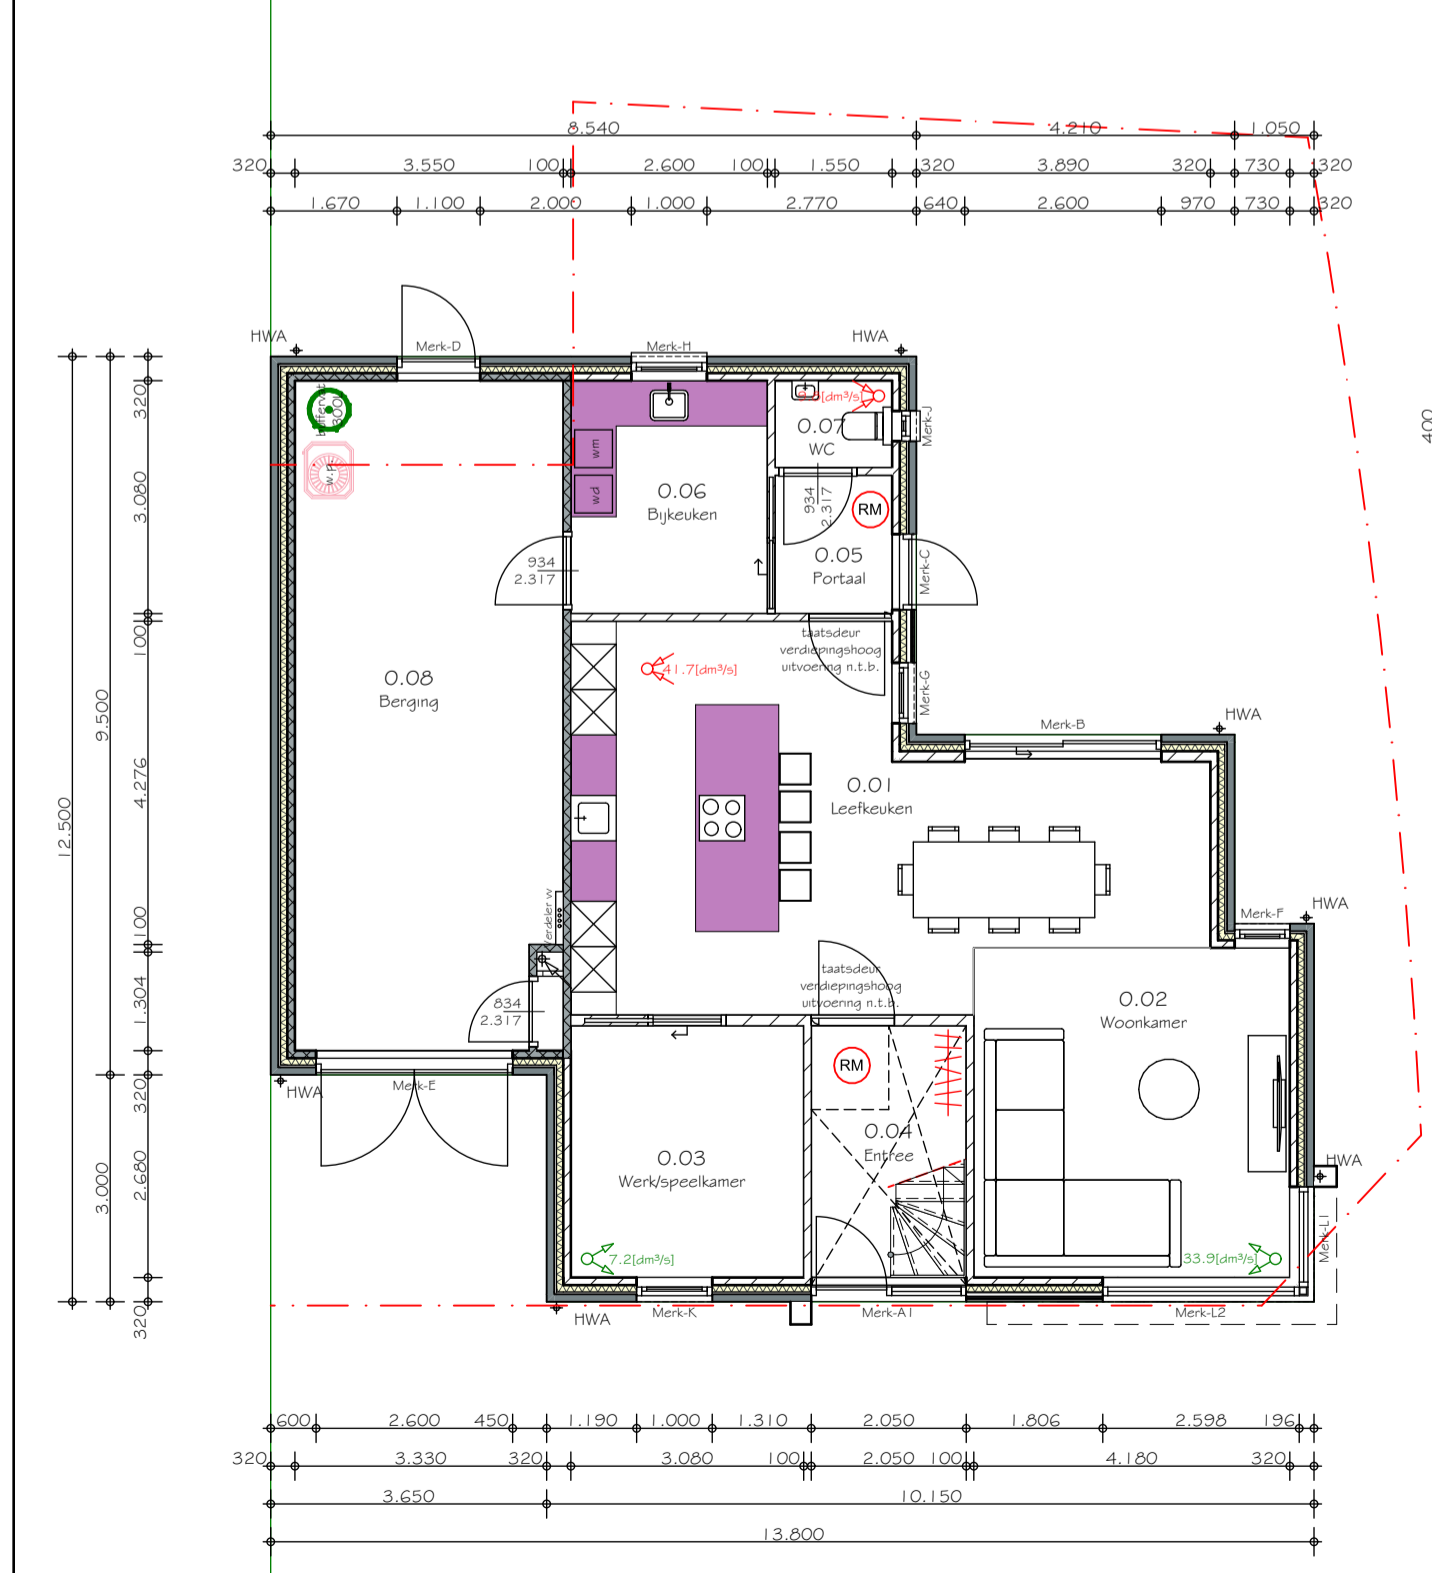 8.540 4.210 1.050
320 3.550 100 2.600 100 1.550 320 3.890 320 730 320
1.670 1.100 2.000 1.000 2.770 640 2.600 970 730 320
HWA Merk-D Merk-H HWA
320
3.080
100
4.276
100
1.304
320
2.680
320
9.500
3.000
12.500
400
w.p.
wm
wd
0.06
Bijkeuken
[dm³/s]
0.07
WC
Merk-J
934
2.317
RM
0.05
Portaal
Merk-C
934
2.317
taatsdeur
verdiepingshoog
uitvoering n.t.b.
41.7[dm³/s]
Merk-G
0.08
Berging
Merk-B
HWA
0.01
Leefkeuken
Verdeler w
Merk-F
HWA
taatsdeur
verdiepingshoog
uitvoering n.t.b.
834
2.317
0.02
Woonkamer
RM
HWA
Merk-E
0.04
Entree
0.03
Werk/speelkamer
HWA
7.2[dm³/s]
33.9[dm³/s]
Merk-L1
HWA
Merk-K
Merk-A1
Merk-L2
600 2.600 450 1.190 1.000 1.310 2.050 1.806 2.598 196
320 3.330 320 3.080 100 2.050 100 4.180 320
3.650 10.150
13.800